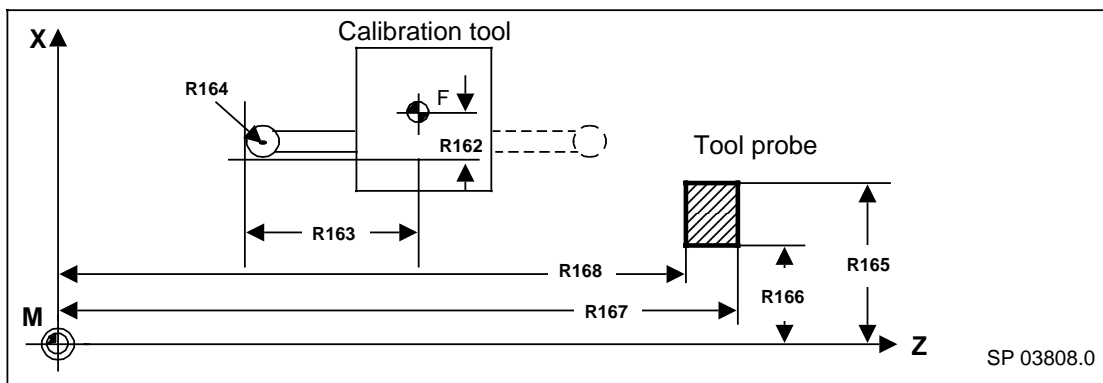 Calibration tool
X
R164
F
R162
Tool probe
R163
R168
R165
R166
M
R167
Z
SP 03808.0